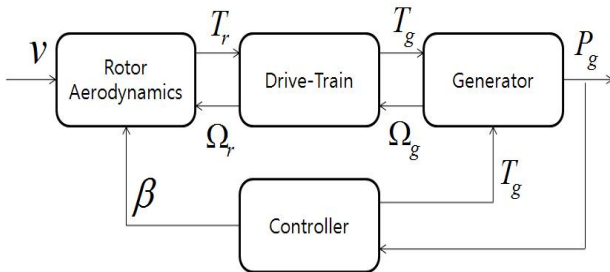 T_r
T_g
P_g
v
Rotor
Aerodynamics
Drive-Train
Generator
Ω_r
Ω_g
β
T_g
Controller